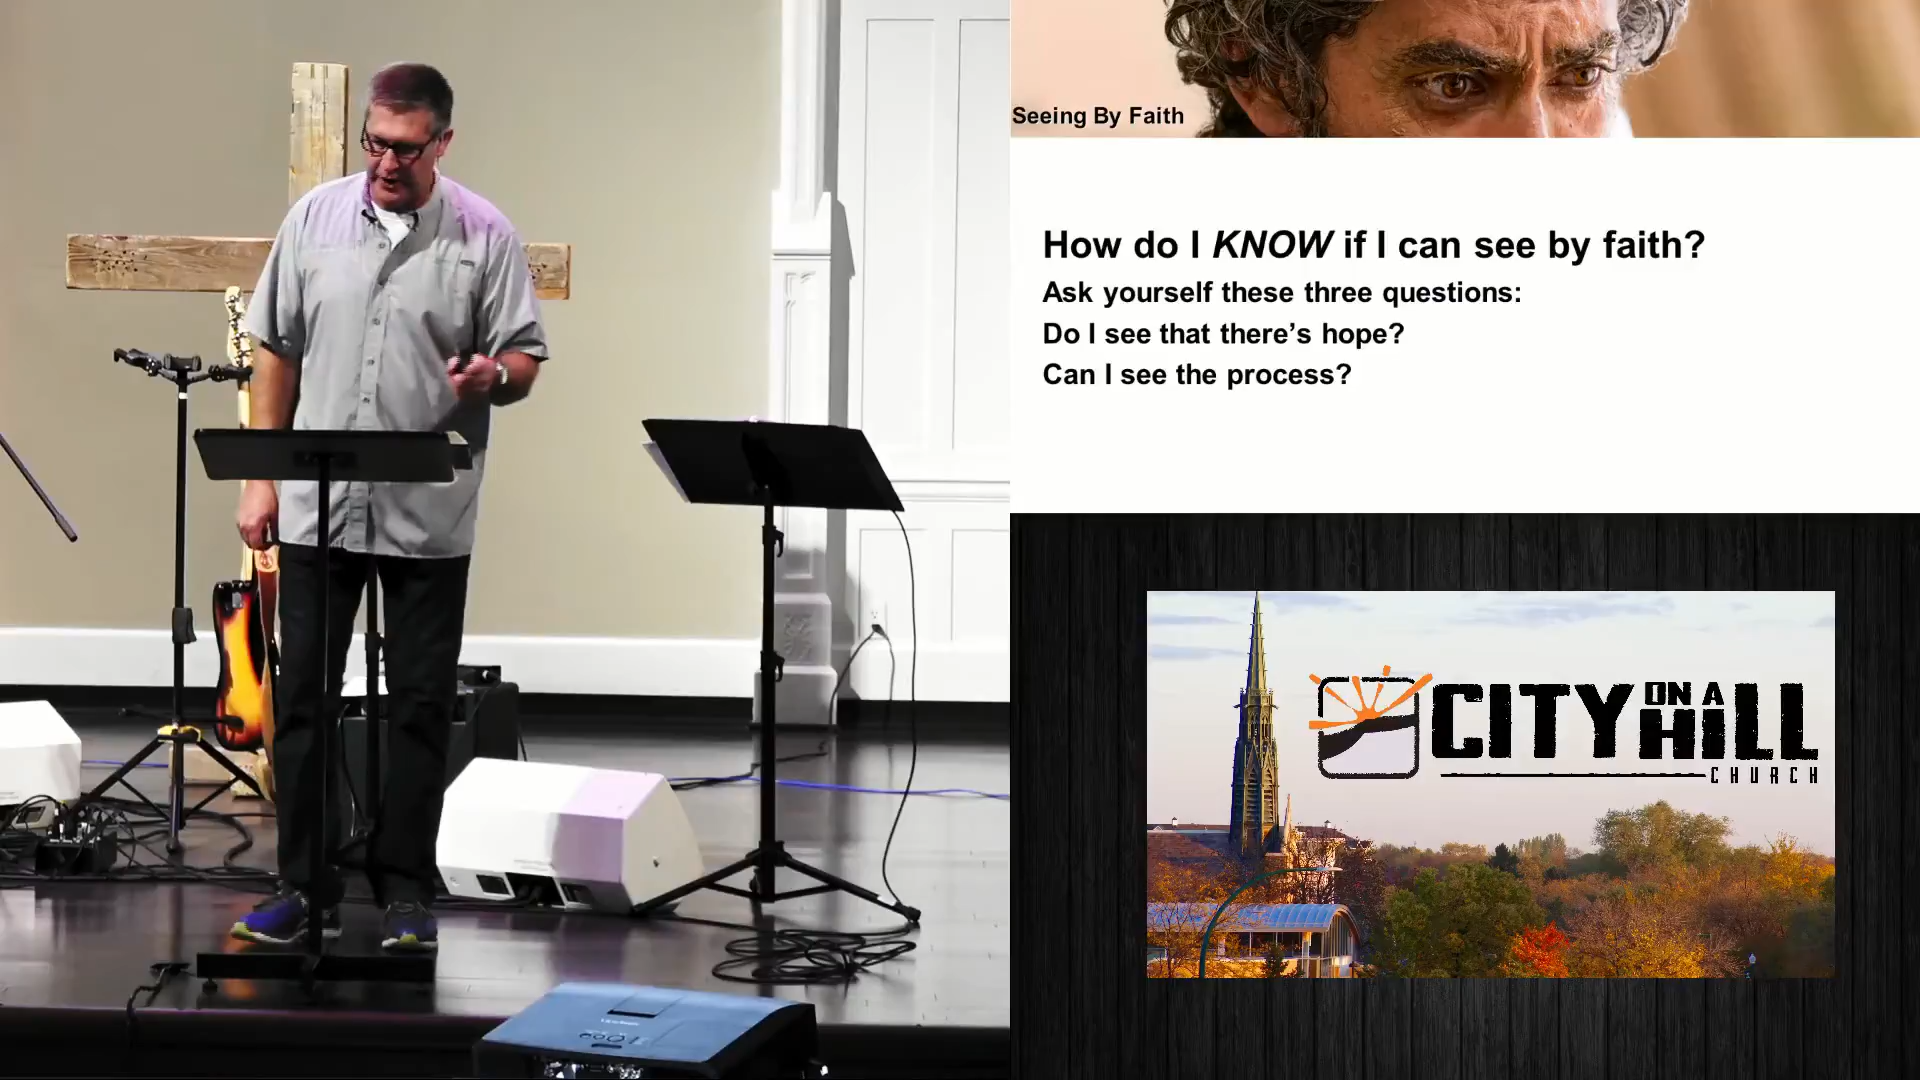 Seeing By Faith
How do I KNOW if I can see by faith?
Ask yourself these three questions:
Do I see that there’s hope?
Can I see the process?
CITY ON A HILL
CHURCH